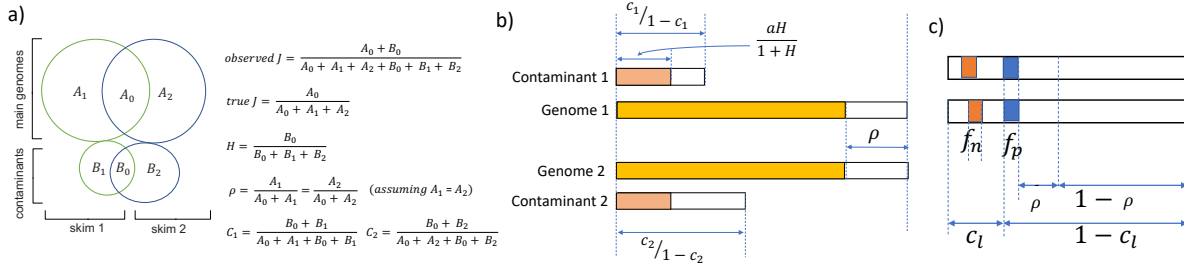 a)
main genomes
contaminants
A₁
A₀
A₂
B₁
B₀
B₂
skim 1
skim 2
observed J = (A₀ + B₀)/(A₀ + A₁ + A₂ + B₀ + B₁ + B₂)
true J = A₀/(A₀ + A₁ + A₂)
H = B₀/(B₀ + B₁ + B₂)
ρ = A₁/(A₀ + A₁) = A₂/(A₀ + A₂) (assuming A₁ = A₂)
C₁ = (B₀ + B₁)/(A₀ + A₁ + B₀ + B₁) C₂ = (B₀ + B₂)/(A₀ + A₂ + B₀ + B₂)
b)
c₁/1 − c₁
aH/(1 + H)
Contaminant 1
Genome 1
ρ
Genome 2
Contaminant 2
c₂/1 − c₂
c)
fₙ
fₚ
ρ
1 − ρ
cₗ
1 − cₗ